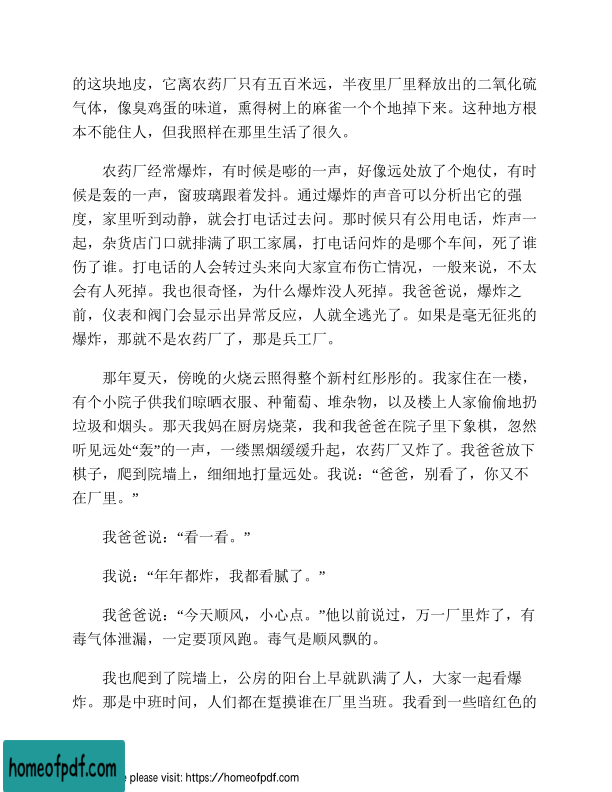 的这块地皮，它离农药厂只有五百米远，半夜里厂里释放出的二氧化硫
气体，像臭鸡蛋的味道，熏得树上的麻雀一个个地掉下来。这种地方根
本不能住人，但我照样在那里生活了很久。
农药厂经常爆炸，有时候是嘭的一声，好像远处放了个炮仗，有时
候是轰的一声，窗玻璃跟着发抖。通过爆炸的声音可以分析出它的强
度，家里听到动静，就会打电话过去问。那时候只有公用电话，炸声一
起，杂货店门口就排满了职工家属，打电话问炸的是哪个车间，死了谁
伤了谁。打电话的人会转过头来向大家宣布伤亡情况，一般来说，不太
会有人死掉。我也很奇怪，为什么爆炸没人死掉。我爸爸说，爆炸之
前，仪表和阀门会显示出异常反应，人就全逃光了。如果是毫无征兆的
爆炸，那就不是农药厂了，那是兵工厂。
那年夏天，傍晚的火烧云照得整个新村红彤彤的。我家住在一楼，
有个小院子供我们晾晒衣服、种葡萄、堆杂物，以及楼上人家偷偷地扔
垃圾和烟头。那天我妈在厨房烧菜，我和我爸爸在院子里下象棋，忽然
听见远处“轰”的一声，一缕黑烟缓缓升起，农药厂又炸了。我爸爸放下
棋子，爬到院墙上，细细地打量远处。我说：“爸爸，别看了，你又不
在厂里。”
我爸爸说：“看一看。”
我说：“年年都炸，我都看腻了。”
我爸爸说：“今天顺风，小心点。”他以前说过，万一厂里炸了，有
毒气体泄漏，一定要顶风跑。毒气是顺风飘的。
我也爬到了院墙上，公房的阳台上早就趴满了人，大家一起看爆
炸。那是中班时间，人们都在踅摸谁在厂里当班。我看到一些暗红色的
homeofpdf.com
e please visit: https://homeofpdf.com